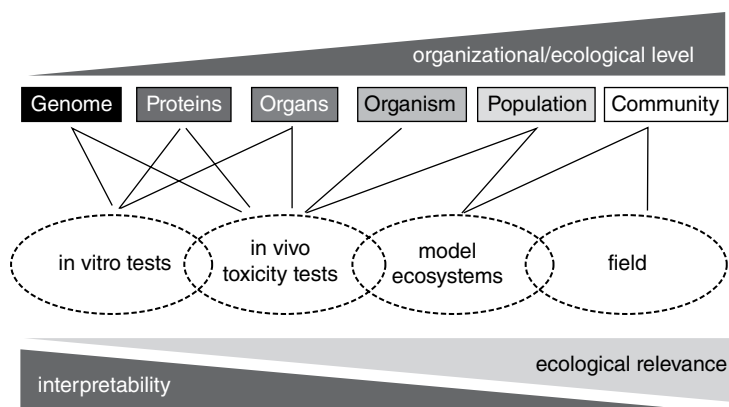 organizational/ecological level
Genome
Proteins
Organs
Organism
Population
Community
in vitro tests
in vivo
toxicity tests
model
ecosystems
field
ecological relevance
interpretability